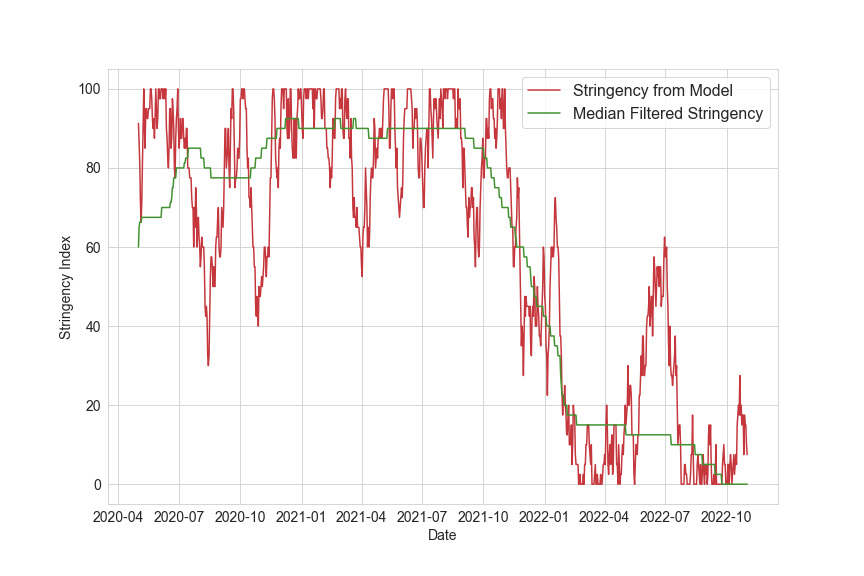 Stringency from Model
Median Filtered Stringency
100
80
60
40
20
0
Stringency Index
2020-04 2020-07 2020-10 2021-01 2021-04 2021-07 2021-10 2022-01 2022-04 2022-07 2022-10
Date